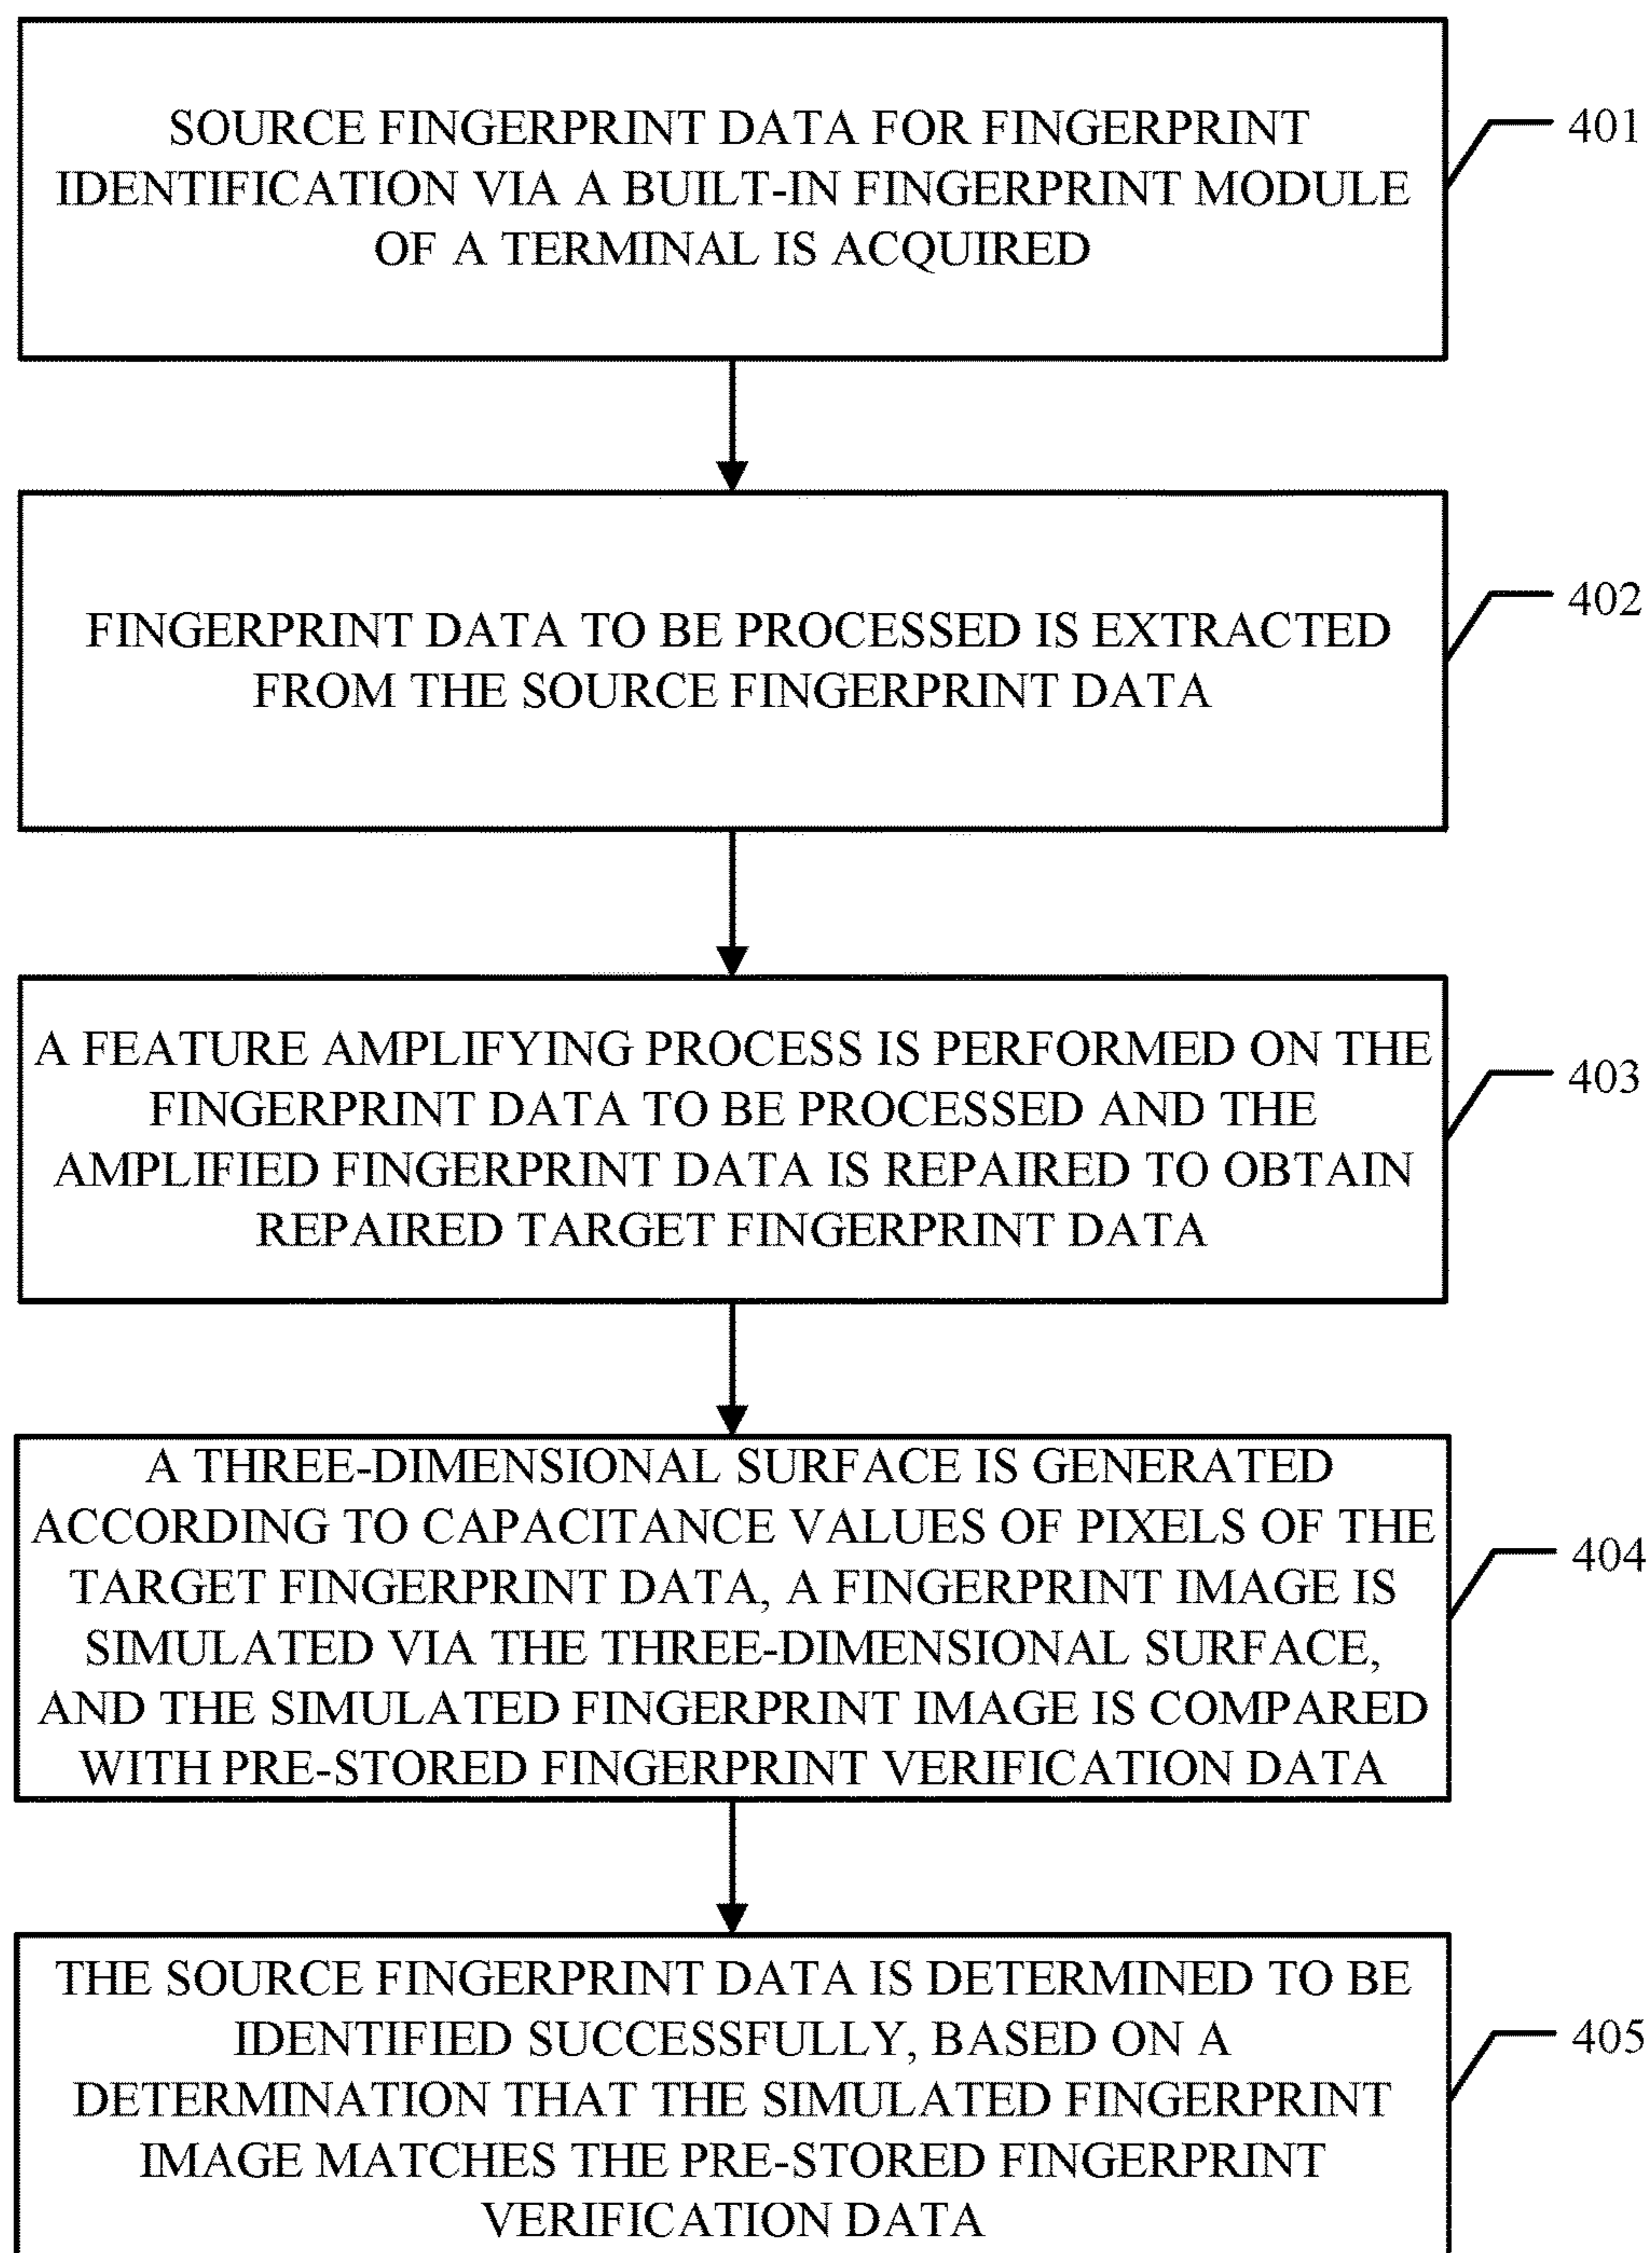 SOURCE FINGERPRINT DATA FOR FINGERPRINT
IDENTIFICATION VIA A BUILT-IN FINGERPRINT MODULE
OF A TERMINAL IS ACQUIRED
401
FINGERPRINT DATA TO BE PROCESSED IS EXTRACTED
FROM THE SOURCE FINGERPRINT DATA
402
A FEATURE AMPLIFYING PROCESS IS PERFORMED ON THE
FINGERPRINT DATA TO BE PROCESSED AND THE
AMPLIFIED FINGERPRINT DATA IS REPAIRED TO OBTAIN
REPAIRED TARGET FINGERPRINT DATA
403
A THREE-DIMENSIONAL SURFACE IS GENERATED
ACCORDING TO CAPACITANCE VALUES OF PIXELS OF THE
TARGET FINGERPRINT DATA, A FINGERPRINT IMAGE IS
SIMULATED VIA THE THREE-DIMENSIONAL SURFACE,
AND THE SIMULATED FINGERPRINT IMAGE IS COMPARED
WITH PRE-STORED FINGERPRINT VERIFICATION DATA
404
THE SOURCE FINGERPRINT DATA IS DETERMINED TO BE
IDENTIFIED SUCCESSFULLY, BASED ON A
DETERMINATION THAT THE SIMULATED FINGERPRINT
IMAGE MATCHES THE PRE-STORED FINGERPRINT
VERIFICATION DATA
405